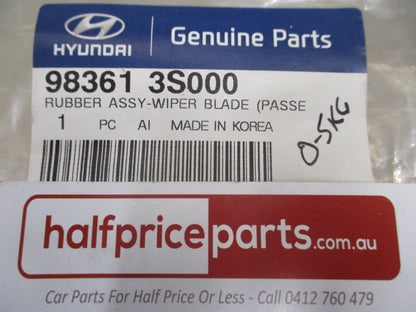 HYUNDAI
Genuine Parts
98361 3S000
RUBBER ASSY-WIPER BLADE (PASSE
1 PC AI MADE IN KOREA
0-5KG
halfpriceparts.com.au
Car Parts For Half Price Or Less - Call 0412 760 479